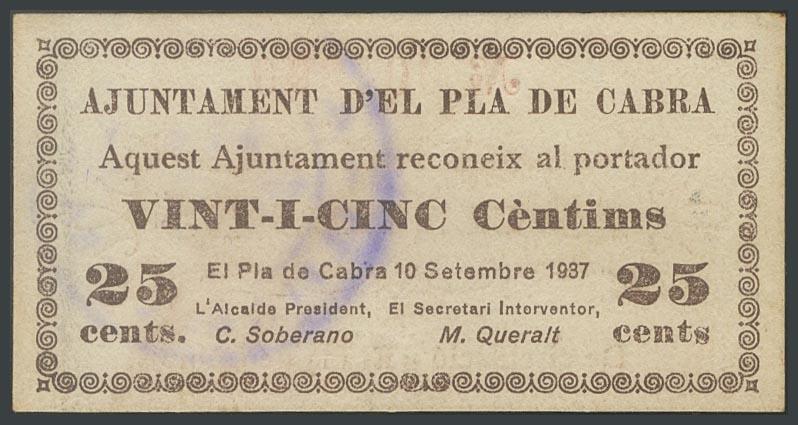 AJUNTAMENT D'EL PLA DE CABRA
Aquest Ajuntament reconeix al portador
VINT-I-CINC Cèntims
25 cents.
El Pla de Cabra 10 Setembre 1937
L'Alcalde President, El Secretari Interventor,
C. Soberano M. Queralt
25 cents